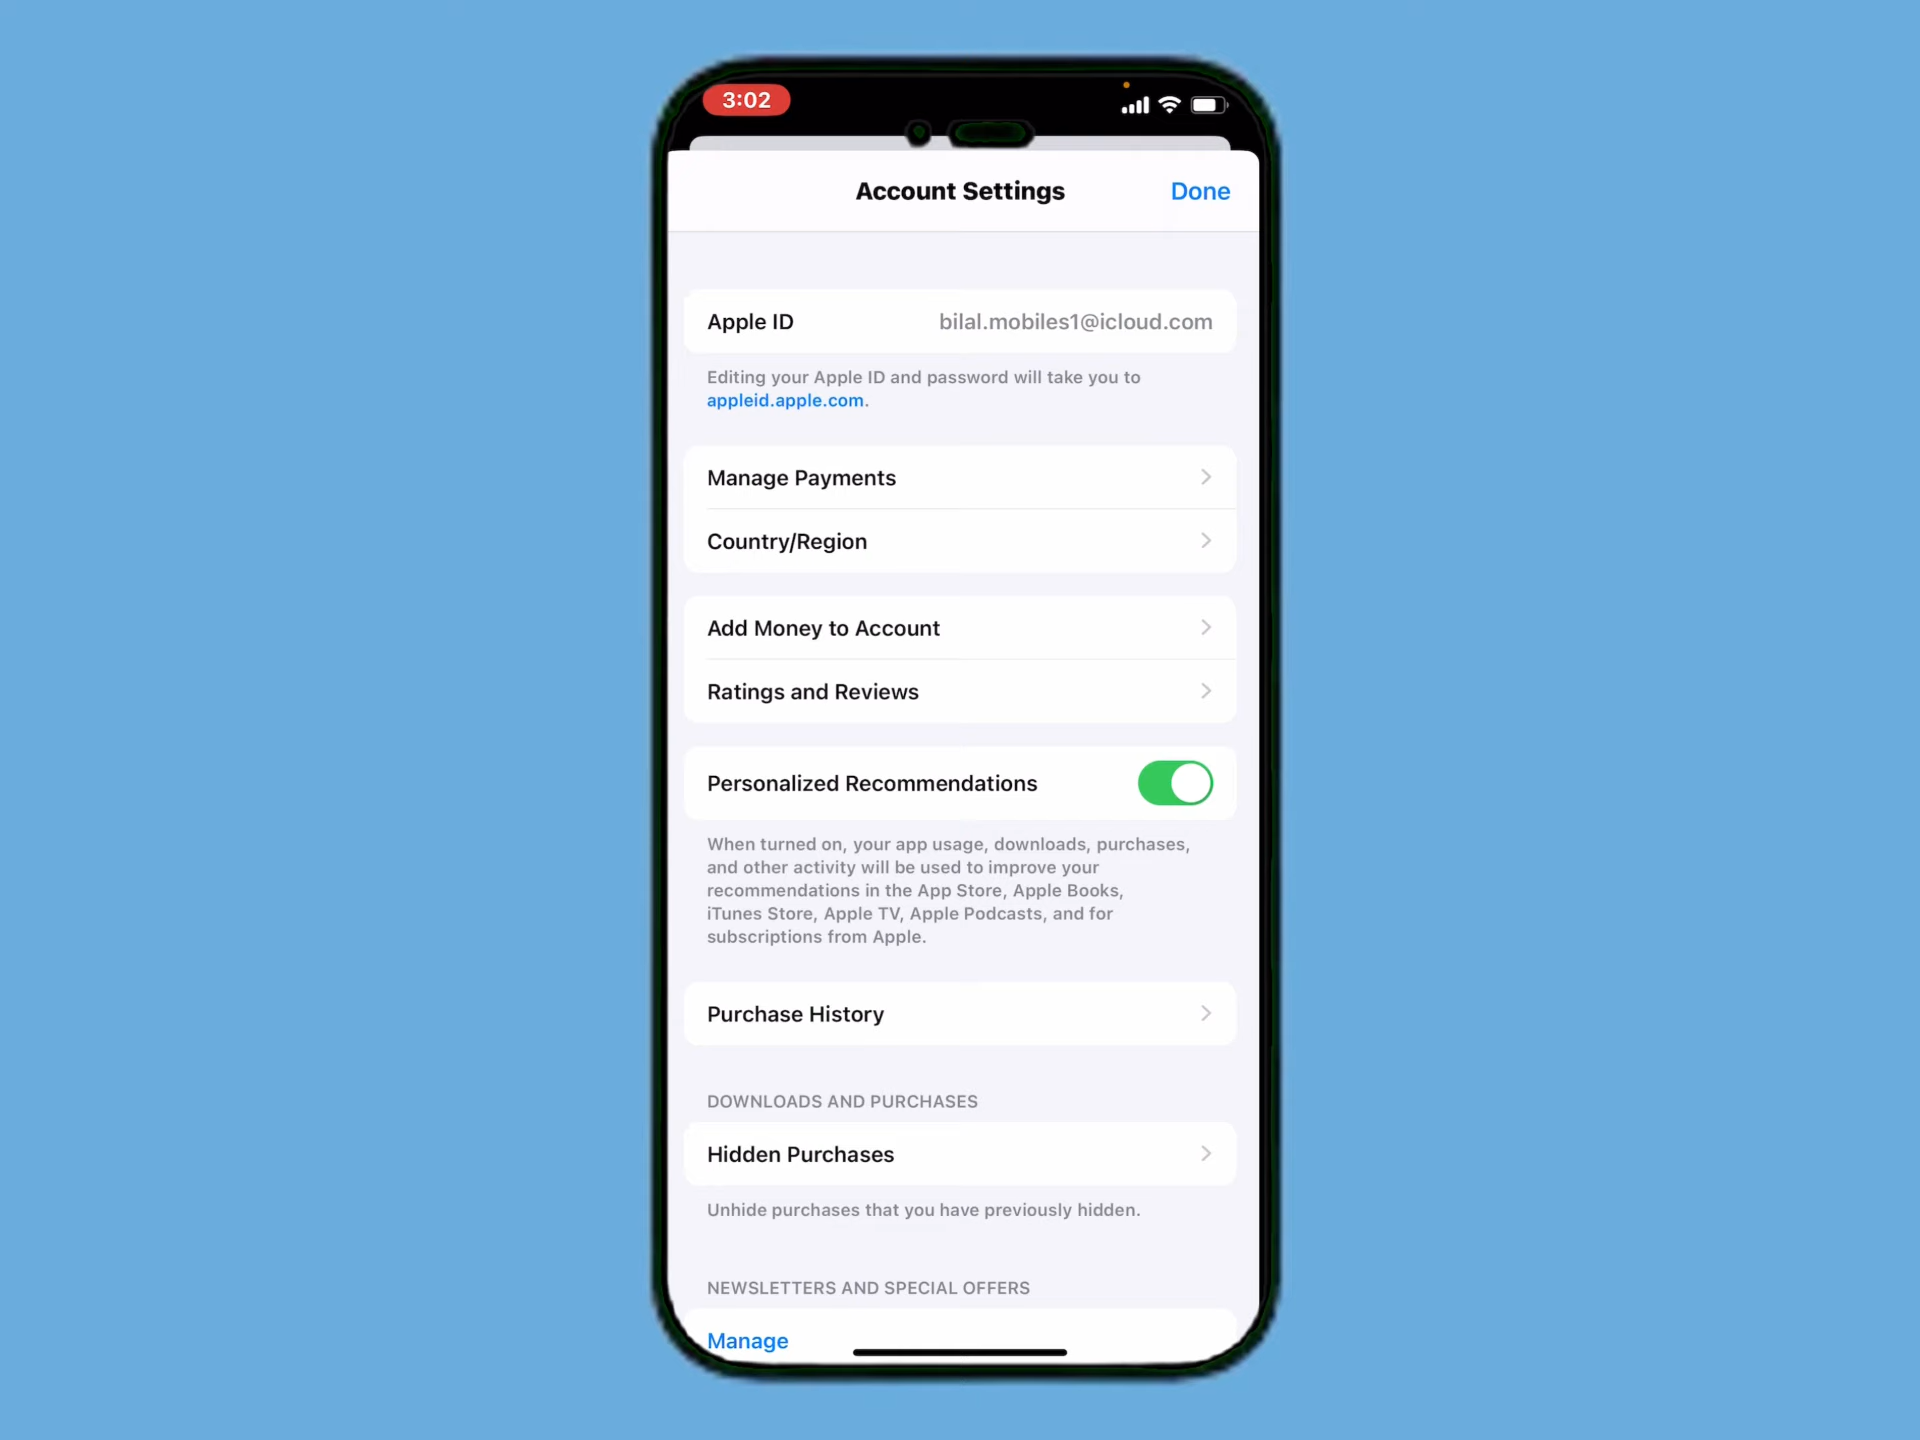 3:02
Account Settings
Done
Apple ID
bilal.mobiles1@icloud.com
Editing your Apple ID and password will take you to
appleid.apple.com.
Manage Payments
Country/Region
Add Money to Account
Ratings and Reviews
Personalized Recommendations
When turned on, your app usage, downloads, purchases,
and other activity will be used to improve your
recommendations in the App Store, Apple Books,
iTunes Store, Apple TV, Apple Podcasts, and for
subscriptions from Apple.
Purchase History
DOWNLOADS AND PURCHASES
Hidden Purchases
Unhide purchases that you have previously hidden.
NEWSLETTERS AND SPECIAL OFFERS
Manage